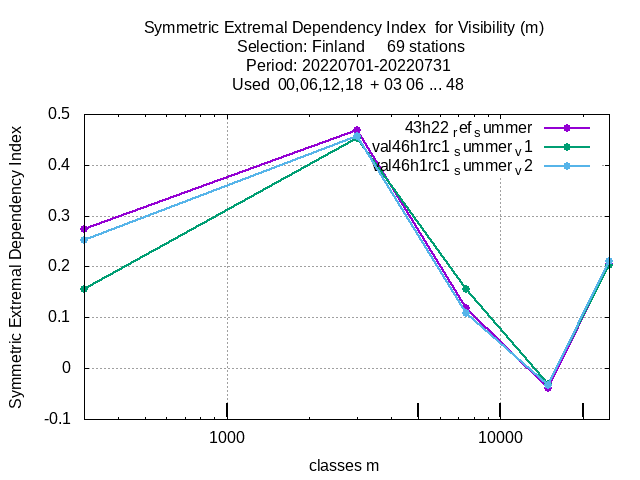 Symmetric Extremal Dependency Index  for Visibility (m)
Selection: Finland     69 stations
Period: 20220701-20220731
Used  00,06,12,18  + 03 06 ... 48
0.5
0.4
0.3
0.2
0.1
0
-0.1
Symmetric Extremal Dependency Index
43h22 ref summer
val46h1rc1 summer v1
val46h1rc1 summer v2
1000
10000
classes m